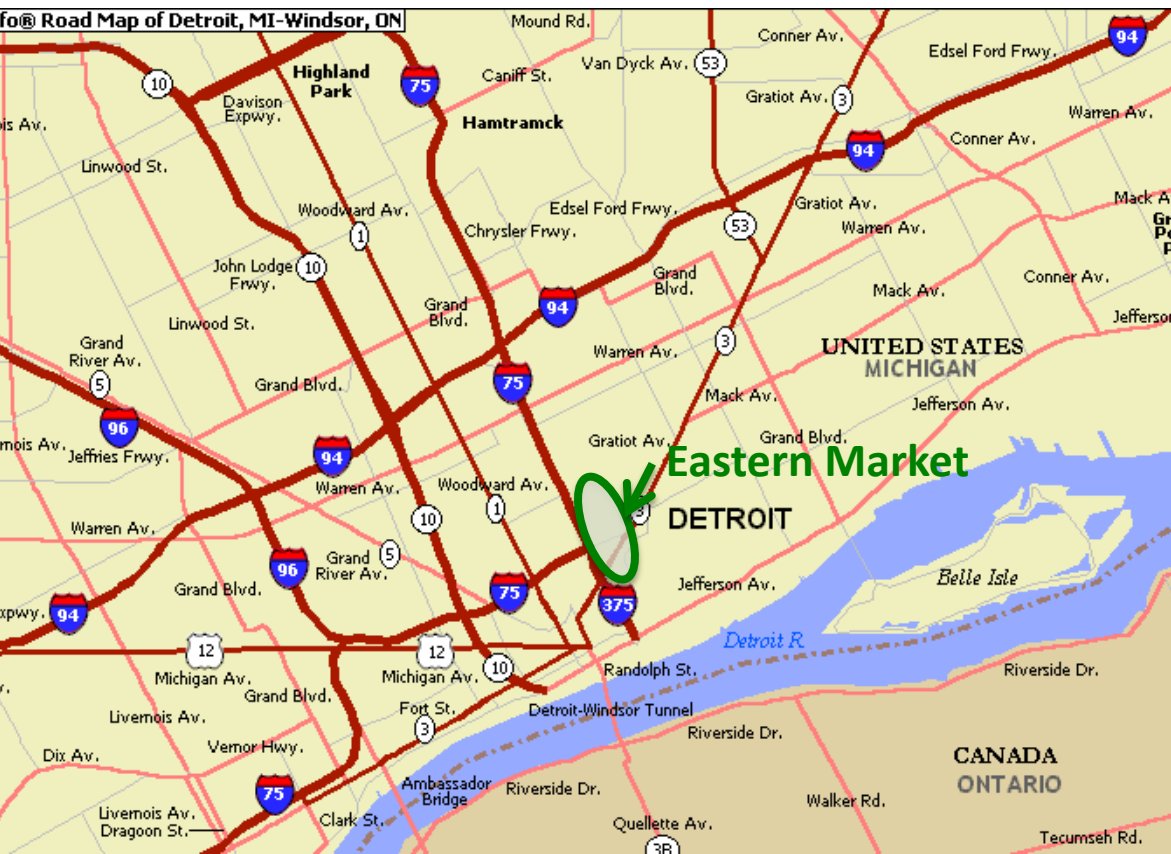 fo® Road Map of Detroit, MI-Windsor, ON
Mound Rd.
Conner Av.
94
Edsel Ford Frwy.
Van Dyck Av.
53
10
Highland
Park
75
Caniff St.
Gratiot Av.
3
Davison
Expwy.
Warren Av.
is Av.
Hamtramck
Conner Av.
94
Linwood St.
Mack A
Woodward Av.
Edsel Ford Frwy.
Gratiot Av.
1
Chrysler Frwy.
53
Warren Av.
Gr
P
John Lodge
Frwy.
10
Grand
Blvd.
Conner Av.
Mack Av.
Grand
Blvd.
94
Linwood St.
Jefferso
Grand
River Av.
3
UNITED STATES
MICHIGAN
Warren Av.
5
Grand Blvd.
75
Mack Av.
Jefferson Av.
96
nois Av.
Jeffries Frwy.
Gratiot Av.
Grand Blvd.
94
Eastern Market
Warren Av.
Woodward Av.
1
3
DETROIT
10
Warren Av.
Grand
River Av.
5
96
Grand Blvd.
75
Jefferson Av.
Belle Isle
xpwy.
94
375
Detroit R.
12
12
10
Michigan Av.
Michigan Av.
Randolph St.
Riverside Dr.
Grand Blvd.
Livernois Av.
Fort St.
Detroit-Windsor Tunnel
3
Riverside Dr.
Vernor Hwy.
Dix Av.
CANADA
ONTARIO
75
Ambassador
Bridge
Riverside Dr.
Walker Rd.
Livernois Av.
Dragoon St.
Clark St.
Quellette Av.
Tecumseh Rd.
3B